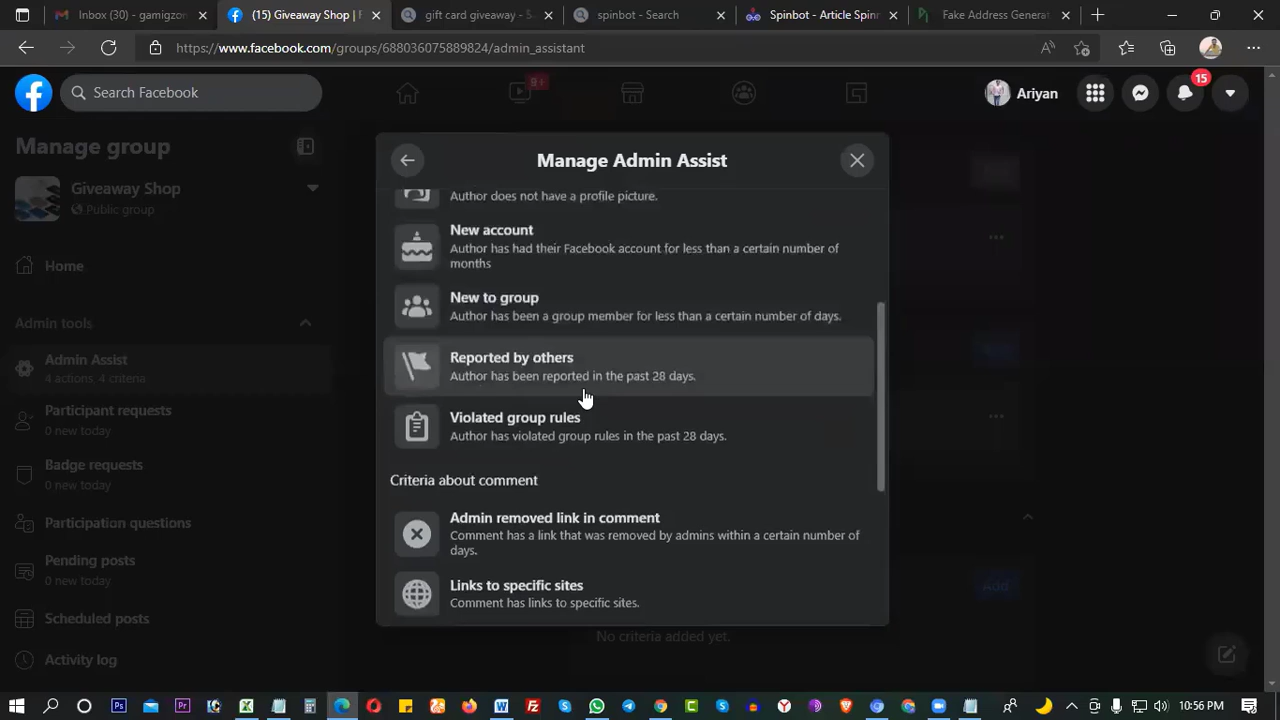 Inbox (30) - gamigzon
(15) Giveaway Shop | F
gift card giveaway - S
spinbot - Search
Spinbot - Article Spinn
Fake Address Genera
https://www.facebook.com/groups/688036075889824/admin_assistant
Search Facebook
9+
Ariyan
15
Manage group
Giveaway Shop
Public group
Home
Admin tools
Admin Assist
4 actions, 4 criteria
Participant requests
0 new today
Badge requests
0 new today
Participation questions
Pending posts
0 new today
Scheduled posts
Activity log
Manage Admin Assist
Author does not have a profile picture.
New account
Author has had their Facebook account for less than a certain number of
months
New to group
Author has been a group member for less than a certain number of days.
Reported by others
Author has been reported in the past 28 days.
Violated group rules
Author has violated group rules in the past 28 days.
Criteria about comment
Admin removed link in comment
Comment has a link that was removed by admins within a certain number of
days.
Links to specific sites
Comment has links to specific sites.
Add
No criteria added yet.
10:56 PM